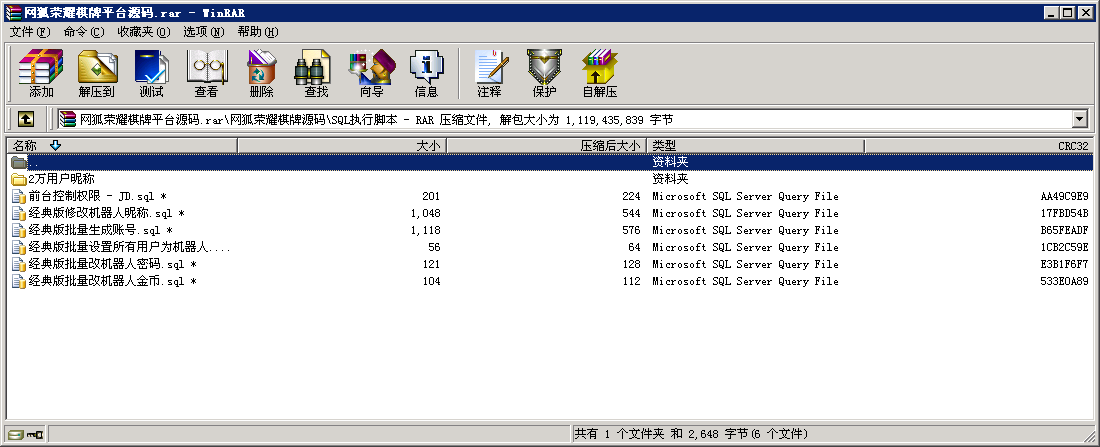 网狐荣耀棋牌平台源码.rar - WinRAR
文件(F) 命令(C) 收藏夹(O) 选项(N) 帮助(H)
添加 解压到 测试 查看 删除 查找 向导 信息 注释 保护 自解压
网狐荣耀棋牌平台源码.rar\网狐荣耀棋牌源码\SQL执行脚本 - RAR 压缩文件, 解包大小为 1,119,435,839 字节
名称 大小 压缩后大小 类型 CRC32
.. 资料夹
2万用户昵称 资料夹
前台控制权限 - JD.sql * 201 224 Microsoft SQL Server Query File AA49C9E9
经典版修改机器人昵称.sql * 1,048 544 Microsoft SQL Server Query File 17FBD54B
经典版批量生成账号.sql * 1,118 576 Microsoft SQL Server Query File B65FEADF
经典版批量设置所有用户为机器人.... 56 64 Microsoft SQL Server Query File 1CB2C59E
经典版批量改机器人密码.sql * 121 128 Microsoft SQL Server Query File E3B1F6F7
经典版批量改机器人金币.sql * 104 112 Microsoft SQL Server Query File 533E0A89
共有 1 个文件夹 和 2,648 字节(6 个文件)